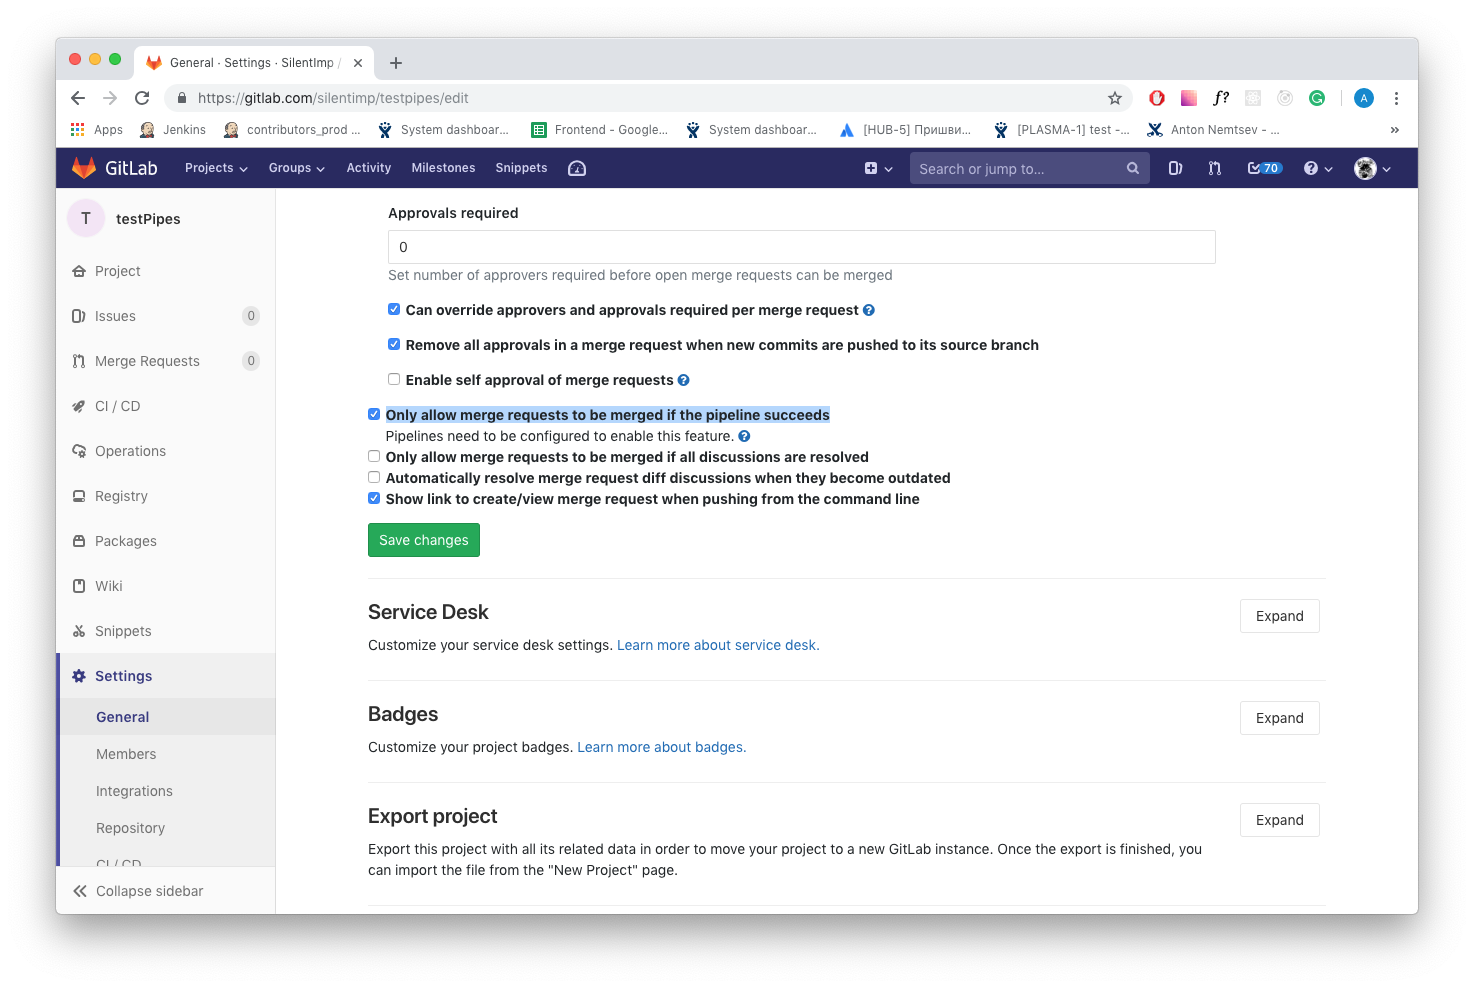 General · Settings · SilentImp /
https://gitlab.com/silentimp/testpipes/edit
f?
A
Apps
Jenkins
contributors_prod ...
System dashboar...
Frontend - Google...
System dashboar...
[HUB-5] Пришви...
[PLASMA-1] test -...
Anton Nemtsev - ...
»
GitLab
Projects
Groups
Activity
Milestones
Snippets
Search or jump to...
70
T
testPipes
Project
Issues
0
Merge Requests
0
CI / CD
Operations
Registry
Packages
Wiki
Snippets
Settings
General
Members
Integrations
Repository
CI / CD
Collapse sidebar
Approvals required
0
Set number of approvers required before open merge requests can be merged
Can override approvers and approvals required per merge request
Remove all approvals in a merge request when new commits are pushed to its source branch
Enable self approval of merge requests
Only allow merge requests to be merged if the pipeline succeeds
Pipelines need to be configured to enable this feature.
Only allow merge requests to be merged if all discussions are resolved
Automatically resolve merge request diff discussions when they become outdated
Show link to create/view merge request when pushing from the command line
Save changes
Service Desk
Expand
Customize your service desk settings. Learn more about service desk.
Badges
Expand
Customize your project badges. Learn more about badges.
Export project
Expand
Export this project with all its related data in order to move your project to a new GitLab instance. Once the export is finished, you
can import the file from the "New Project" page.